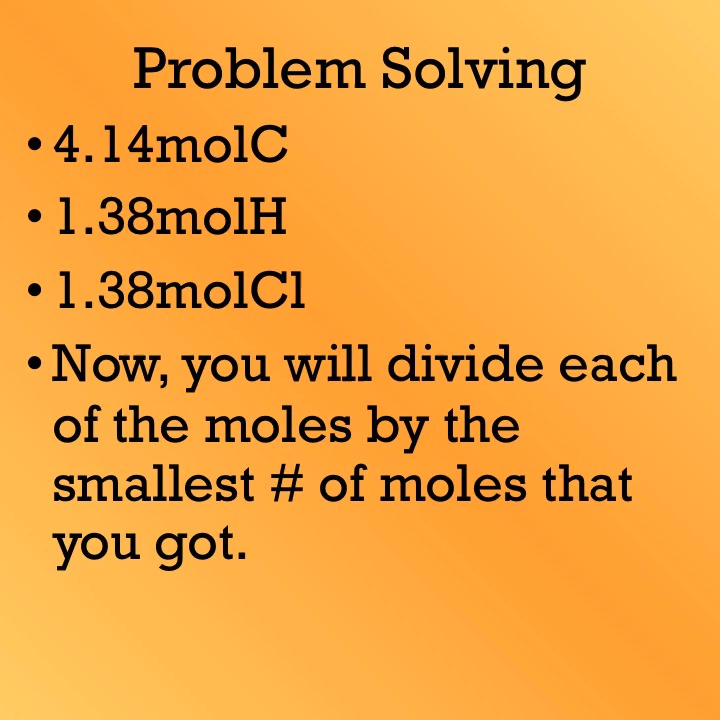 Problem Solving
• 4.14molC
• 1.38molH
• 1.38molCl
• Now, you will divide each
of the moles by the
smallest # of moles that
you got.